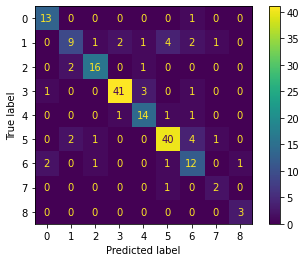 0 13 0 0 0 0 0 1 0 0
1 0 9 1 2 1 4 2 1 0
2 0 2 16 0 1 0 0 0 0
3 1 0 0 41 3 0 1 0 0
4 0 0 0 1 14 1 1 0 0
5 0 2 1 0 0 40 4 1 0
6 2 0 1 0 0 1 12 0 1
7 0 0 0 0 0 1 0 2 0
8 0 0 0 0 0 0 0 0 3
0 1 2 3 4 5 6 7 8
Predicted label
True label
40
35
30
25
20
15
10
5
0